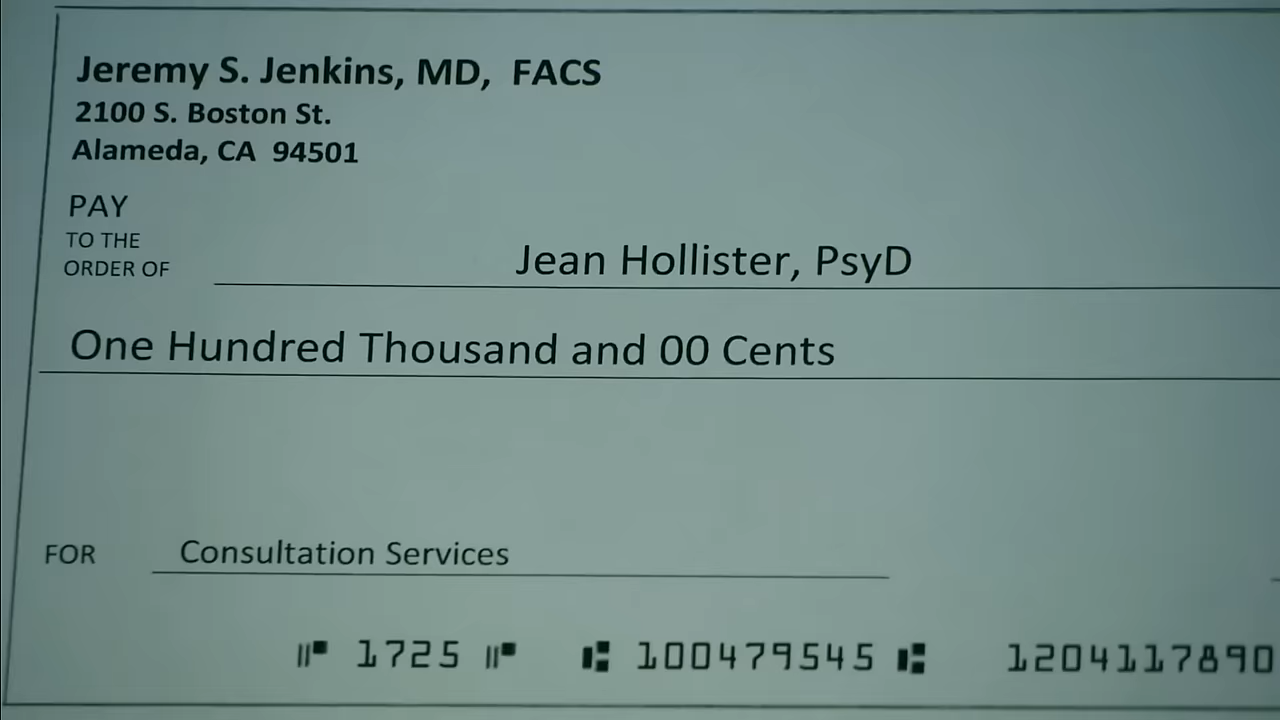 Jeremy S. Jenkins, MD, FACS
2100 S. Boston St.
Alameda, CA 94501
PAY
TO THE
ORDER OF
Jean Hollister, PsyD
One Hundred Thousand and 00 Cents
FOR Consultation Services
⑈ 1725 ⑈ ⑆ 100479545 ⑆ 1204117890